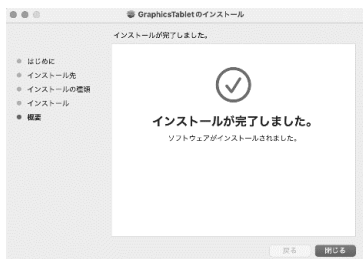 GraphicsTabletのインストール
インストールが完了しました。
はじめに
インストール先
インストールの種類
インストール
概要
インストールが完了しました。
ソフトウェアがインストールされました。
戻る
閉じる